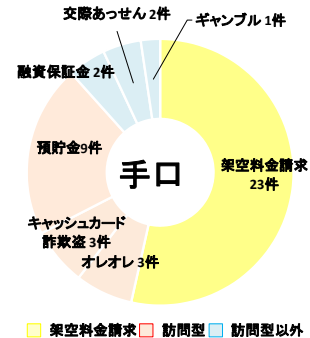 交際あっせん 2件
ギャンブル 1件
融資保証金 2件
預貯金9件
手口
架空料金請求
23件
キャッシュカード
詐欺盗 3件
オレオレ 3件
架空料金請求 訪問型 訪問型以外